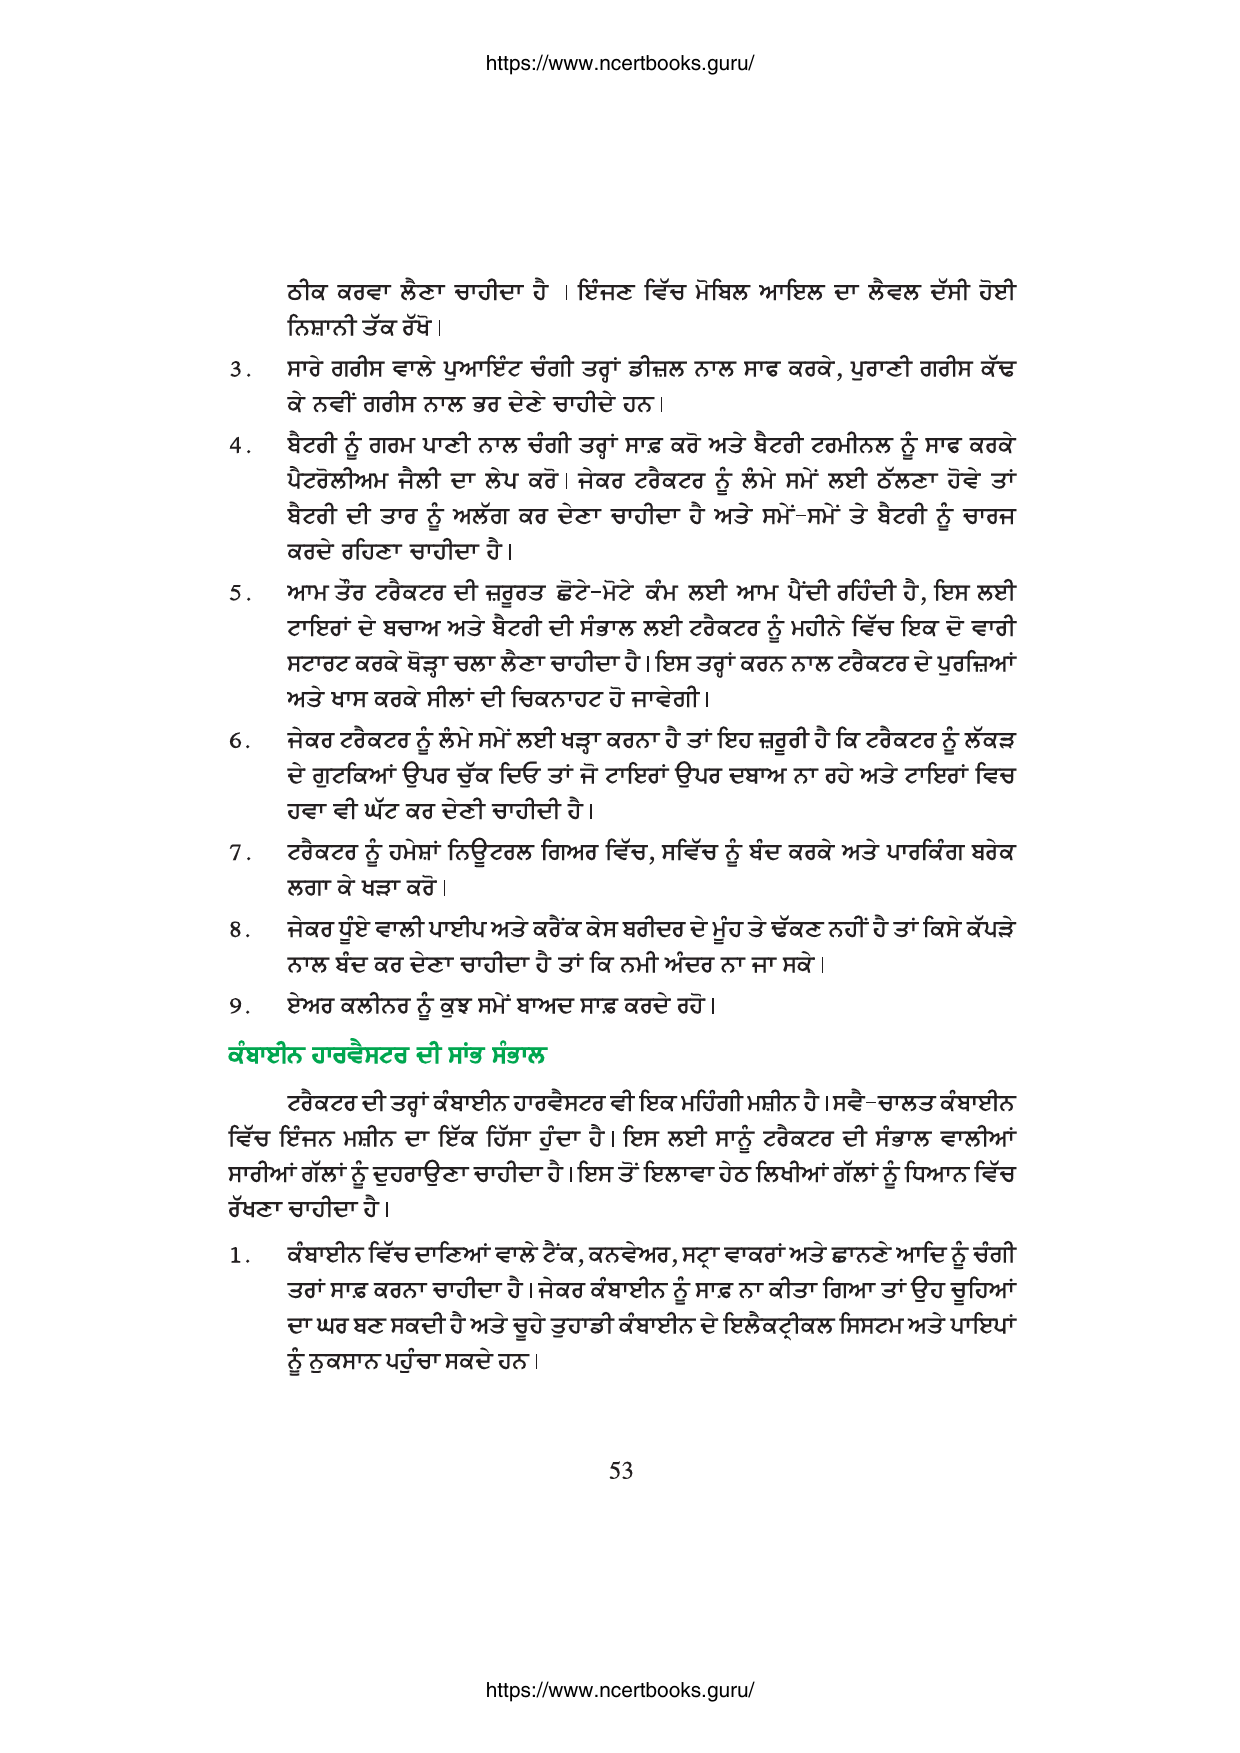 https://www.ncertbooks.guru/
ਠੀਕ ਕਰਵਾ ਲੈਣਾ ਚਾਹੀਦਾ ਹੈ । ਇੰਜਣ ਵਿੱਚ ਮੋਬਿਲ ਆਇਲ ਦਾ ਲੈਵਲ ਦੱਸੀ ਹੋਈ
ਨਿਸ਼ਾਨੀ ਤੱਕ ਰੱਖੋ।
3. ਸਾਰੇ ਗਰੀਸ ਵਾਲੇ ਪੁਆਇੰਟ ਚੰਗੀ ਤਰ੍ਹਾਂ ਡੀਜ਼ਲ ਨਾਲ ਸਾਫ ਕਰਕੇ, ਪੁਰਾਣੀ ਗਰੀਸ ਕੱਢ
ਕੇ ਨਵੀਂ ਗਰੀਸ ਨਾਲ ਭਰ ਦੇਣੇ ਚਾਹੀਦੇ ਹਨ।
4. ਬੈਟਰੀ ਨੂੰ ਗਰਮ ਪਾਣੀ ਨਾਲ ਚੰਗੀ ਤਰ੍ਹਾਂ ਸਾਫ਼ ਕਰੋ ਅਤੇ ਬੈਟਰੀ ਟਰਮੀਨਲ ਨੂੰ ਸਾਫ ਕਰਕੇ
ਪੈਟਰੋਲੀਅਮ ਜੈਲੀ ਦਾ ਲੇਪ ਕਰੋ। ਜੇਕਰ ਟਰੈਕਟਰ ਨੂੰ ਲੰਮੇ ਸਮੇਂ ਲਈ ਠੱਲਣਾ ਹੋਵੇ ਤਾਂ
ਬੈਟਰੀ ਦੀ ਤਾਰ ਨੂੰ ਅਲੱਗ ਕਰ ਦੇਣਾ ਚਾਹੀਦਾ ਹੈ ਅਤੇ ਸਮੇਂ-ਸਮੇਂ ਤੇ ਬੈਟਰੀ ਨੂੰ ਚਾਰਜ
ਕਰਦੇ ਰਹਿਣਾ ਚਾਹੀਦਾ ਹੈ।
5. ਆਮ ਤੌਰ ਟਰੈਕਟਰ ਦੀ ਜ਼ਰੂਰਤ ਛੋਟੇ-ਮੋਟੇ ਕੰਮ ਲਈ ਆਮ ਪੈਂਦੀ ਰਹਿੰਦੀ ਹੈ, ਇਸ ਲਈ
ਟਾਇਰਾਂ ਦੇ ਬਚਾਅ ਅਤੇ ਬੈਟਰੀ ਦੀ ਸੰਭਾਲ ਲਈ ਟਰੈਕਟਰ ਨੂੰ ਮਹੀਨੇ ਵਿੱਚ ਇਕ ਦੋ ਵਾਰੀ
ਸਟਾਰਟ ਕਰਕੇ ਥੋੜ੍ਹਾ ਚਲਾ ਲੈਣਾ ਚਾਹੀਦਾ ਹੈ। ਇਸ ਤਰ੍ਹਾਂ ਕਰਨ ਨਾਲ ਟਰੈਕਟਰ ਦੇ ਪੁਰਜ਼ਿਆਂ
ਅਤੇ ਖਾਸ ਕਰਕੇ ਸੀਲਾਂ ਦੀ ਚਿਕਨਾਹਟ ਹੋ ਜਾਵੇਗੀ।
6. ਜੇਕਰ ਟਰੈਕਟਰ ਨੂੰ ਲੰਮੇ ਸਮੇਂ ਲਈ ਖੜ੍ਹਾ ਕਰਨਾ ਹੈ ਤਾਂ ਇਹ ਜ਼ਰੂਰੀ ਹੈ ਕਿ ਟਰੈਕਟਰ ਨੂੰ ਲੱਕੜ
ਦੇ ਗੁਟਕਿਆਂ ਉਪਰ ਚੁੱਕ ਦਿਓ ਤਾਂ ਜੋ ਟਾਇਰਾਂ ਉਪਰ ਦਬਾਅ ਨਾ ਰਹੇ ਅਤੇ ਟਾਇਰਾਂ ਵਿਚ
ਹਵਾ ਵੀ ਘੱਟ ਕਰ ਦੇਣੀ ਚਾਹੀਦੀ ਹੈ।
7. ਟਰੈਕਟਰ ਨੂੰ ਹਮੇਸ਼ਾਂ ਨਿਊਟਰਲ ਗਿਅਰ ਵਿੱਚ, ਸਵਿੱਚ ਨੂੰ ਬੰਦ ਕਰਕੇ ਅਤੇ ਪਾਰਕਿੰਗ ਬਰੇਕ
ਲਗਾ ਕੇ ਖੜਾ ਕਰੋ।
8. ਜੇਕਰ ਧੂੰਏ ਵਾਲੀ ਪਾਈਪ ਅਤੇ ਕਰੈਂਕ ਕੇਸ ਬਰੀਦਰ ਦੇ ਮੂੰਹ ਤੇ ਢੱਕਣ ਨਹੀਂ ਹੈ ਤਾਂ ਕਿਸੇ ਕੱਪੜੇ
ਨਾਲ ਬੰਦ ਕਰ ਦੇਣਾ ਚਾਹੀਦਾ ਹੈ ਤਾਂ ਕਿ ਨਮੀ ਅੰਦਰ ਨਾ ਜਾ ਸਕੇ।
9. ਏਅਰ ਕਲੀਨਰ ਨੂੰ ਕੁਝ ਸਮੇਂ ਬਾਅਦ ਸਾਫ਼ ਕਰਦੇ ਰਹੋ।
ਕੰਬਾਈਨ ਹਾਰਵੈਸਟਰ ਦੀ ਸਾਂਭ ਸੰਭਾਲ
ਟਰੈਕਟਰ ਦੀ ਤਰ੍ਹਾਂ ਕੰਬਾਈਨ ਹਾਰਵੈਸਟਰ ਵੀ ਇਕ ਮਹਿੰਗੀ ਮਸ਼ੀਨ ਹੈ। ਸਵੈ-ਚਾਲਤ ਕੰਬਾਈਨ
ਵਿੱਚ ਇੰਜਨ ਮਸ਼ੀਨ ਦਾ ਇੱਕ ਹਿੱਸਾ ਹੁੰਦਾ ਹੈ। ਇਸ ਲਈ ਸਾਨੂੰ ਟਰੈਕਟਰ ਦੀ ਸੰਭਾਲ ਵਾਲੀਆਂ
ਸਾਰੀਆਂ ਗੱਲਾਂ ਨੂੰ ਦੁਹਰਾਉਣਾ ਚਾਹੀਦਾ ਹੈ। ਇਸ ਤੋਂ ਇਲਾਵਾ ਹੇਠ ਲਿਖੀਆਂ ਗੱਲਾਂ ਨੂੰ ਧਿਆਨ ਵਿੱਚ
ਰੱਖਣਾ ਚਾਹੀਦਾ ਹੈ।
1. ਕੰਬਾਈਨ ਵਿੱਚ ਦਾਣਿਆਂ ਵਾਲੇ ਟੈਂਕ, ਕਨਵੇਅਰ, ਸਟ੍ਰਾ ਵਾਕਰਾਂ ਅਤੇ ਛਾਨਣੇ ਆਦਿ ਨੂੰ ਚੰਗੀ
ਤਰਾਂ ਸਾਫ਼ ਕਰਨਾ ਚਾਹੀਦਾ ਹੈ। ਜੇਕਰ ਕੰਬਾਈਨ ਨੂੰ ਸਾਫ਼ ਨਾ ਕੀਤਾ ਗਿਆ ਤਾਂ ਉਹ ਚੂਹਿਆਂ
ਦਾ ਘਰ ਬਣ ਸਕਦੀ ਹੈ ਅਤੇ ਚੂਹੇ ਤੁਹਾਡੀ ਕੰਬਾਈਨ ਦੇ ਇਲੈਕਟ੍ਰੀਕਲ ਸਿਸਟਮ ਅਤੇ ਪਾਇਪਾਂ
ਨੂੰ ਨੁਕਸਾਨ ਪਹੁੰਚਾ ਸਕਦੇ ਹਨ।
53
https://www.ncertbooks.guru/